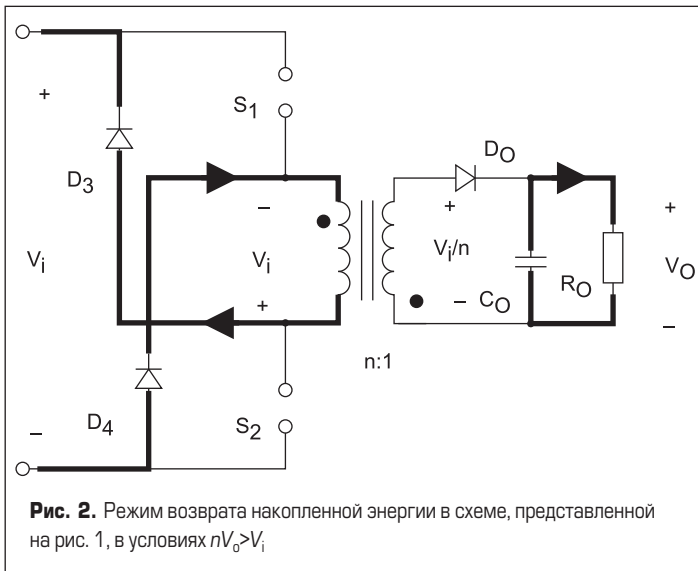 +
S1
DO
D3
−
+
+
Vi
Vi
Vi/n
VO
+
− CO
RO
−
n:1
−
D4
S2
Рис. 2. Режим возврата накопленной энергии в схеме, представленной
на рис. 1, в условиях nVo>Vi